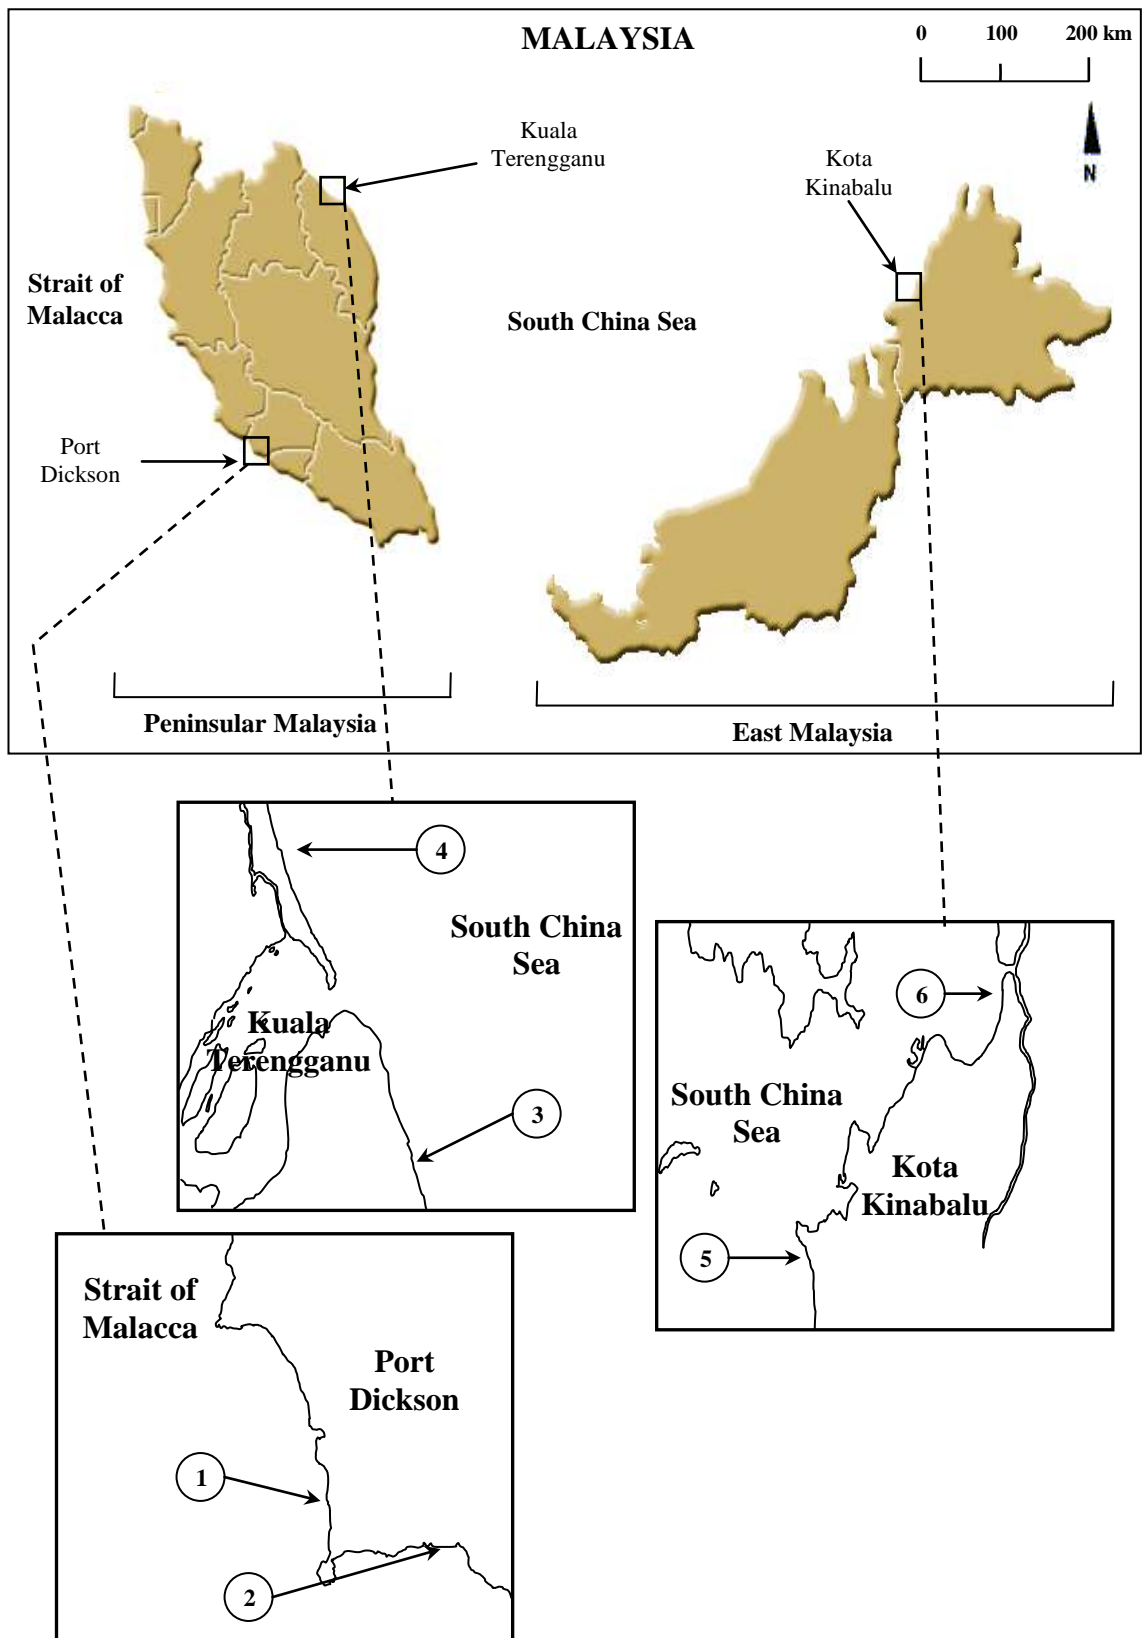 MALAYSIA
0 100 200 km
N
Kuala
Terengganu
Kota
Kinabalu
Strait of
Malacca
South China Sea
Port
Dickson
Peninsular Malaysia
East Malaysia
4
South China
Sea
Kuala
Terengganu
3
6
South China
Sea
Kota
Kinabalu
5
Strait of
Malacca
Port
Dickson
1
2